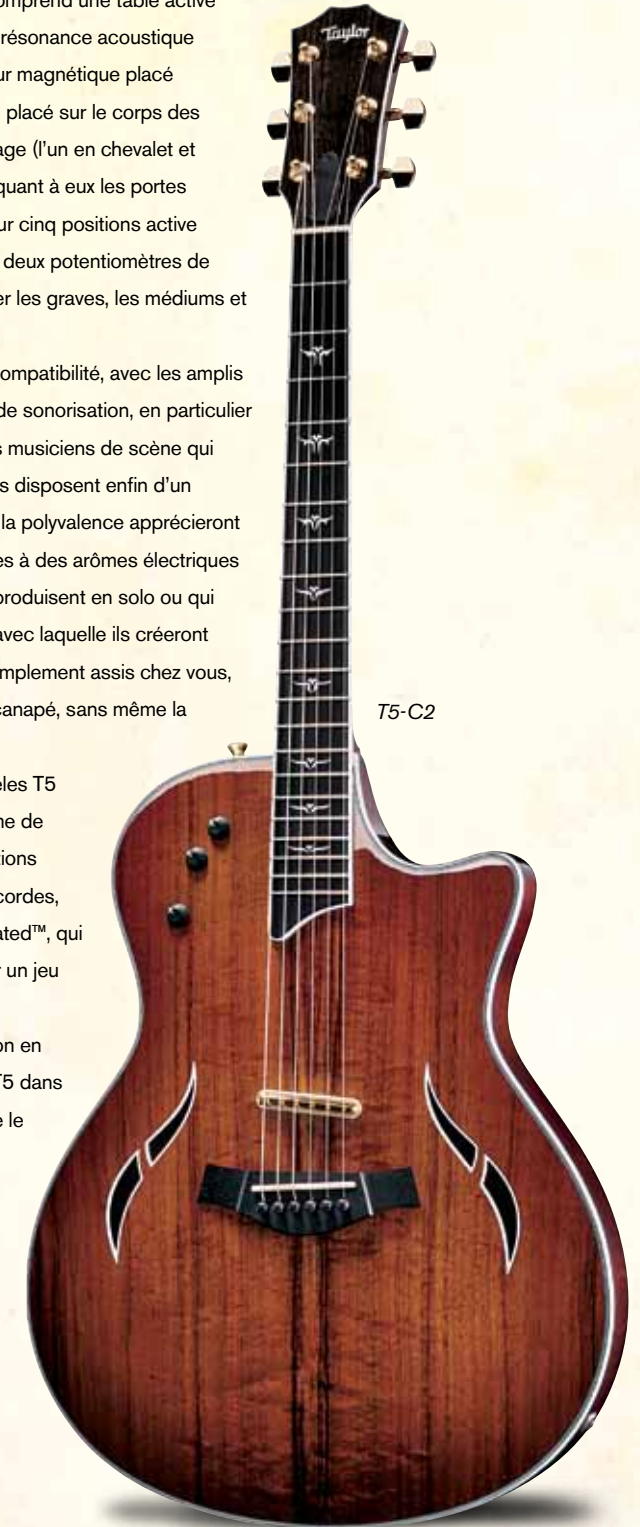 omprend une table active
résonance acoustique
ur magnétique placé
placé sur le corps des
age (l'un en chevalet et
quant à eux les portes
ur cinq positions active
deux potentiomètres de
er les graves, les médiums et
ompatibilité, avec les amplis
de sonorisation, en particulier
s musiciens de scène qui
s disposent enfin d'un
la polyvalence apprécieront
es à des arômes électriques
produisent en solo ou qui
avec laquelle ils créeront
mplement assis chez vous,
canapé, sans même la
èles T5
ne de
tions
cordes,
ated™, qui
r un jeu
on en
T5 dans
e le
Taylor
T5-C2